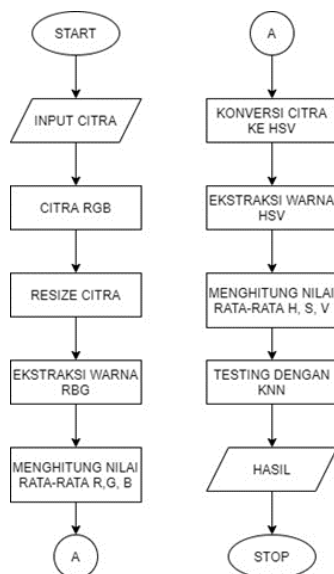 START
INPUT CITRA
CITRA RGB
RESIZE CITRA
EKSTRAKSI WARNA
RBG
MENGHITUNG NILAI
RATA-RATA R,G, B
A
A
KONVERSI CITRA
KE HSV
EKSTRAKSI WARNA
HSV
MENGHITUNG NILAI
RATA-RATA H, S, V
TESTING DENGAN
KNN
HASIL
STOP